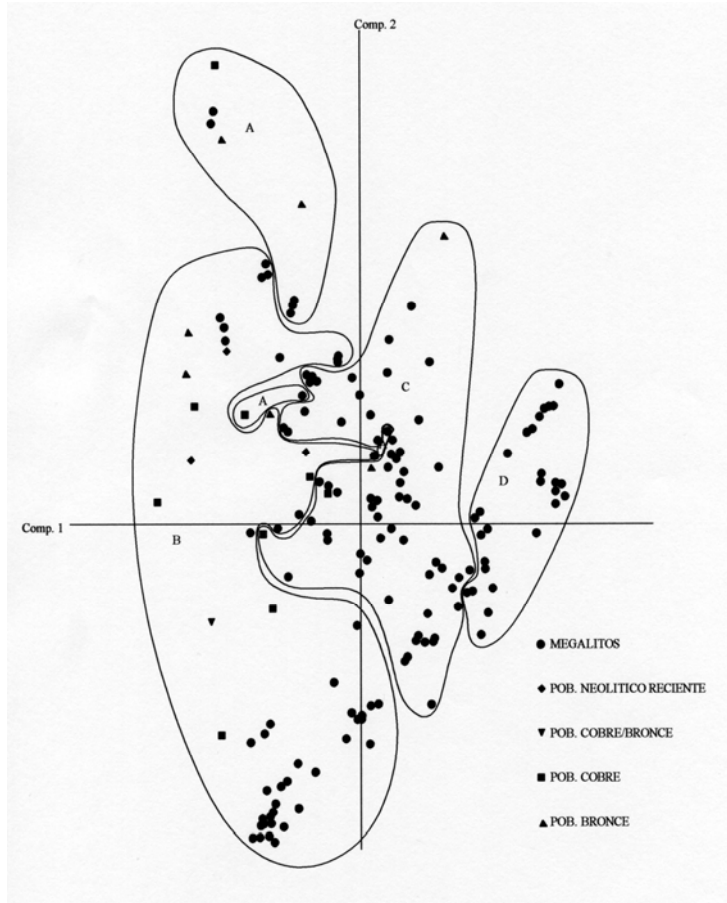 Comp. 2
A
C
A
D
Comp. 1
B
MEGALITOS
POB. NEOLITICO RECIENTE
POB. COBRE/BRONCE
POB. COBRE
POB. BRONCE